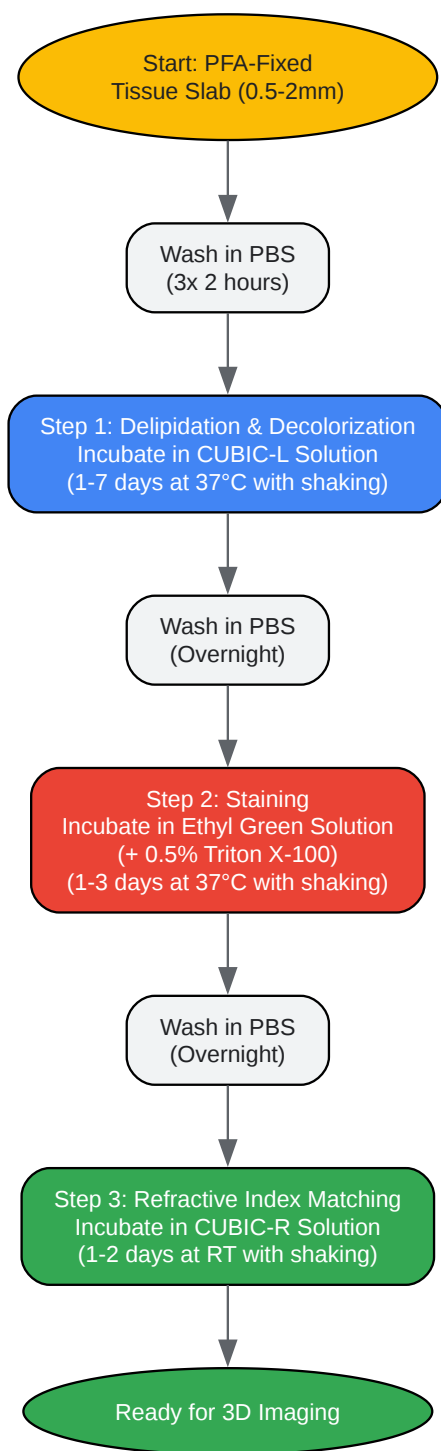 Start: PFA-Fixed
Tissue Slab (0.5-2mm)
Wash in PBS
(3x 2 hours)
Step 1: Delipidation & Decolorization
Incubate in CUBIC-L Solution
(1-7 days at 37°C with shaking)
Wash in PBS
(Overnight)
Step 2: Staining
Incubate in Ethyl Green Solution
(+ 0.5% Triton X-100)
(1-3 days at 37°C with shaking)
Wash in PBS
(Overnight)
Step 3: Refractive Index Matching
Incubate in CUBIC-R Solution
(1-2 days at RT with shaking)
Ready for 3D Imaging